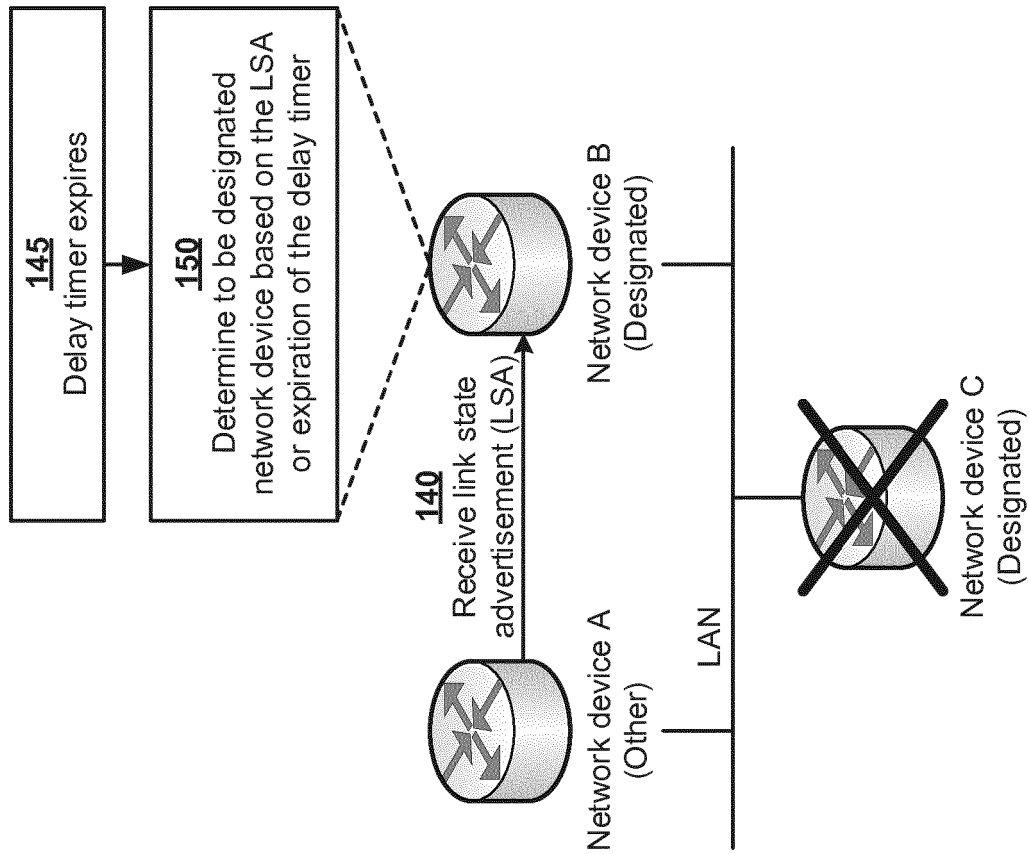 145
Delay timer expires
150
Determine to be designated
network device based on the LSA
or expiration of the delay timer
140
Receive link state
advertisement (LSA)
Network device A
(Other)
Network device B
(Designated)
LAN
Network device C
(Designated)